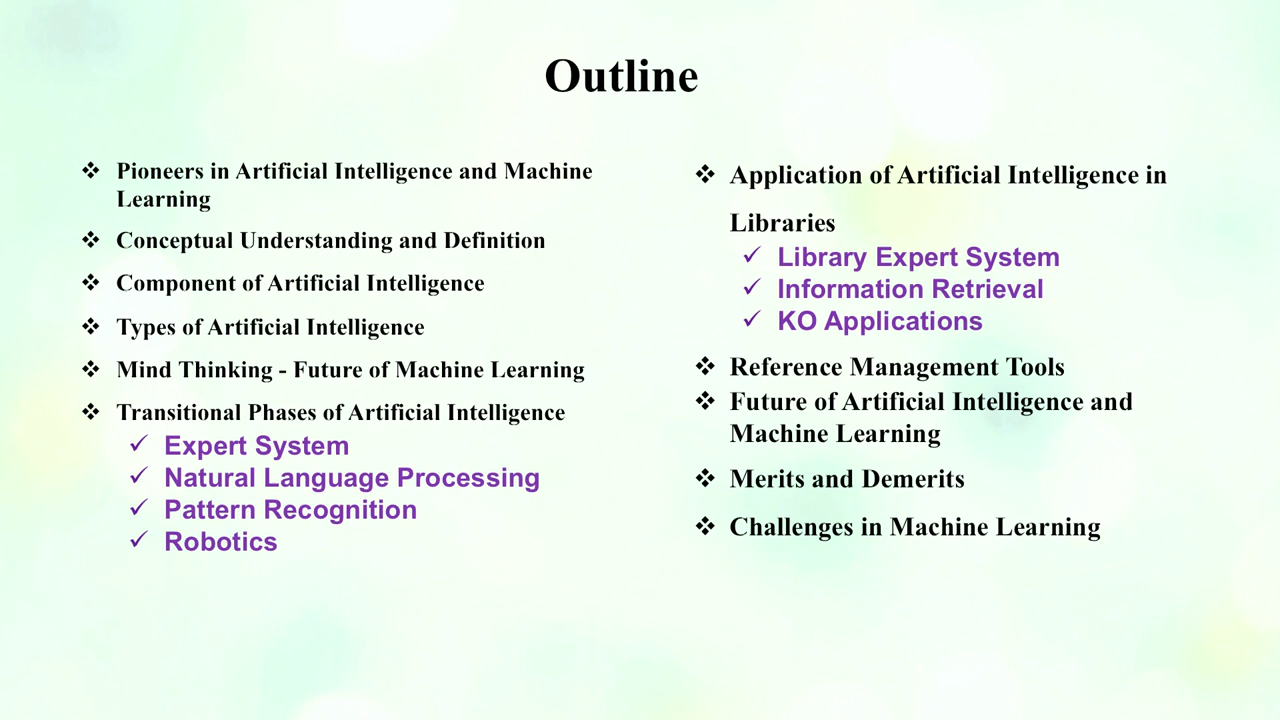 Outline
❖ Pioneers in Artificial Intelligence and Machine
Learning
❖ Conceptual Understanding and Definition
❖ Component of Artificial Intelligence
❖ Types of Artificial Intelligence
❖ Mind Thinking - Future of Machine Learning
❖ Transitional Phases of Artificial Intelligence
✓ Expert System
✓ Natural Language Processing
✓ Pattern Recognition
✓ Robotics
❖ Application of Artificial Intelligence in
Libraries
✓ Library Expert System
✓ Information Retrieval
✓ KO Applications
❖ Reference Management Tools
❖ Future of Artificial Intelligence and
Machine Learning
❖ Merits and Demerits
❖ Challenges in Machine Learning